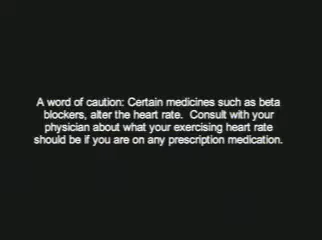 A word of caution: Certain medicines such as beta
blockers, alter the heart rate. Consult with your
physician about what your exercising heart rate
should be if you are on any prescription medication.